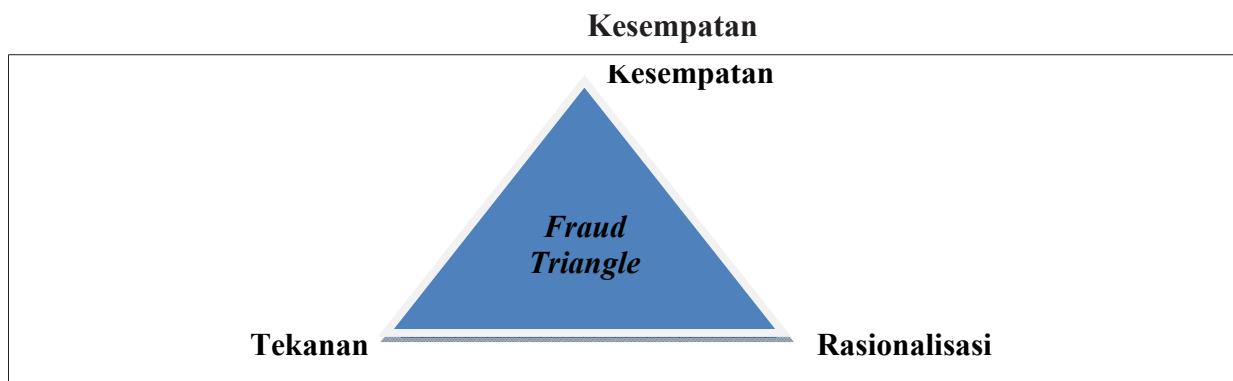 Kesempatan
Kesempatan
Fraud
Triangle
Tekanan
Rasionalisasi